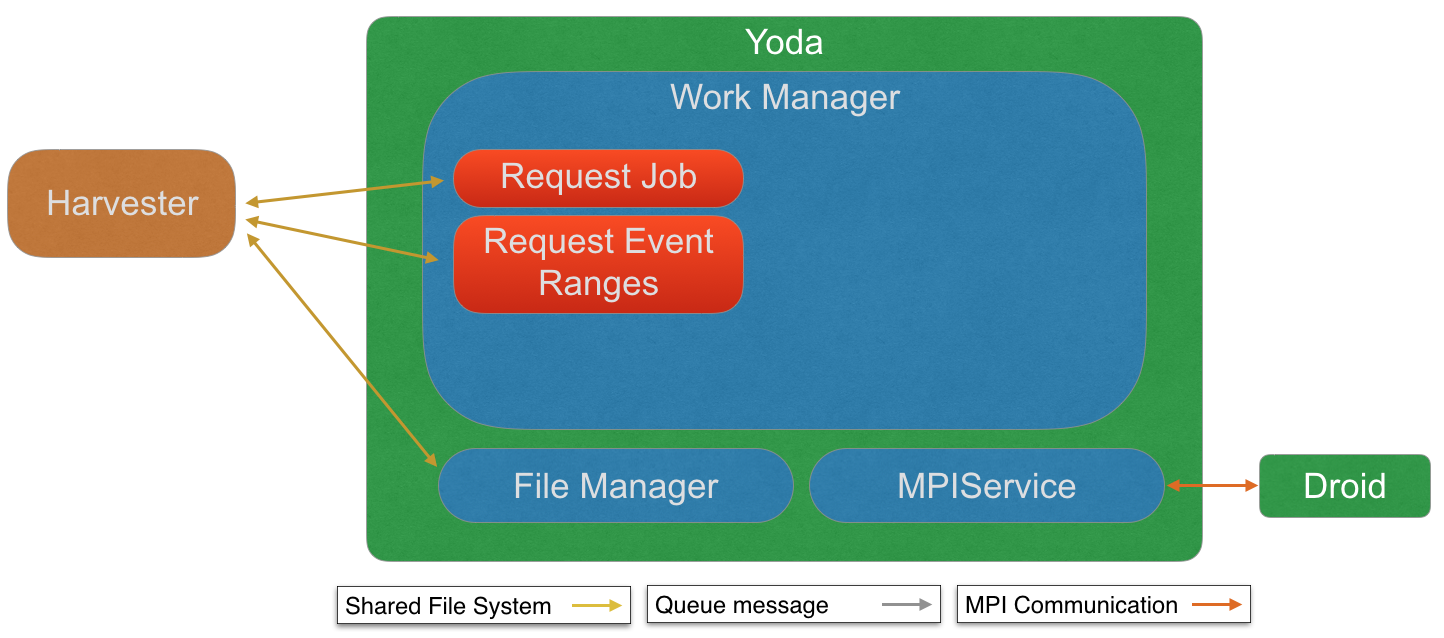 Yoda
Work Manager
Harvester
Request Job
Request Event
Ranges
File Manager
MPIService
Droid
Shared File System
Queue message
MPI Communication